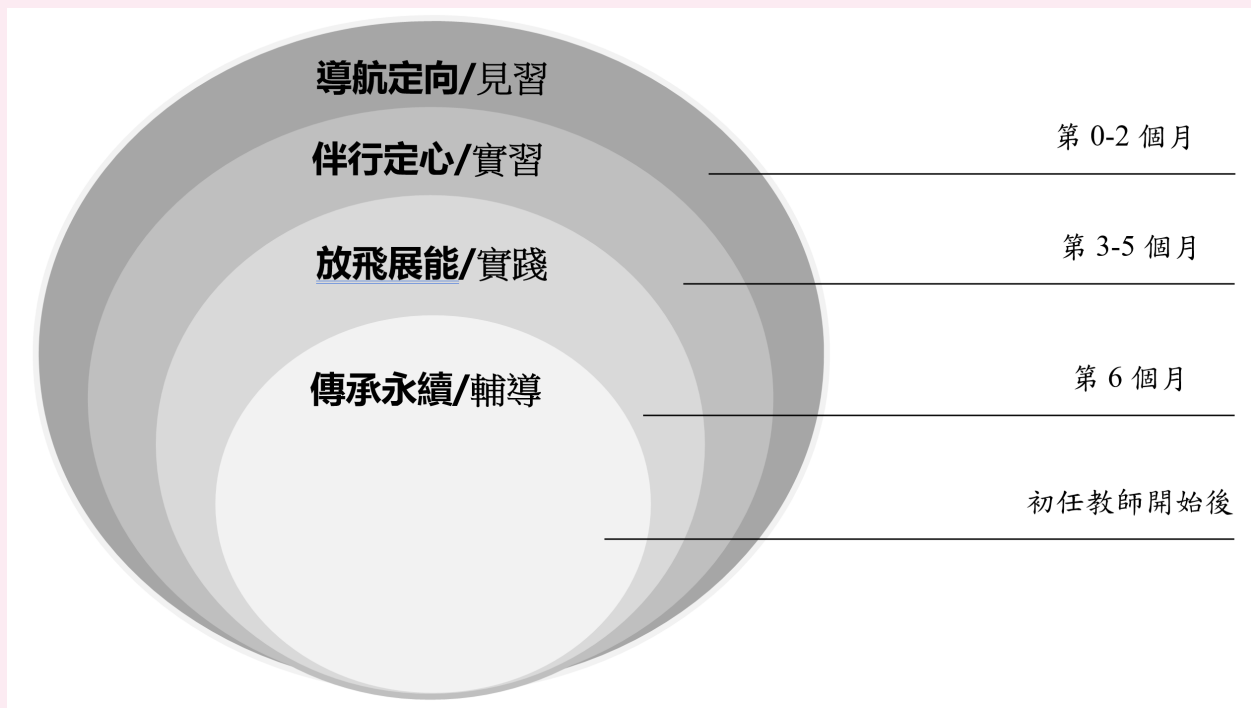 導航定向/見習
第 0-2 個月
伴行定心/實習
第 3-5 個月
放飛展能/實踐
第 6 個月
傳承永續/輔導
初任教師開始後